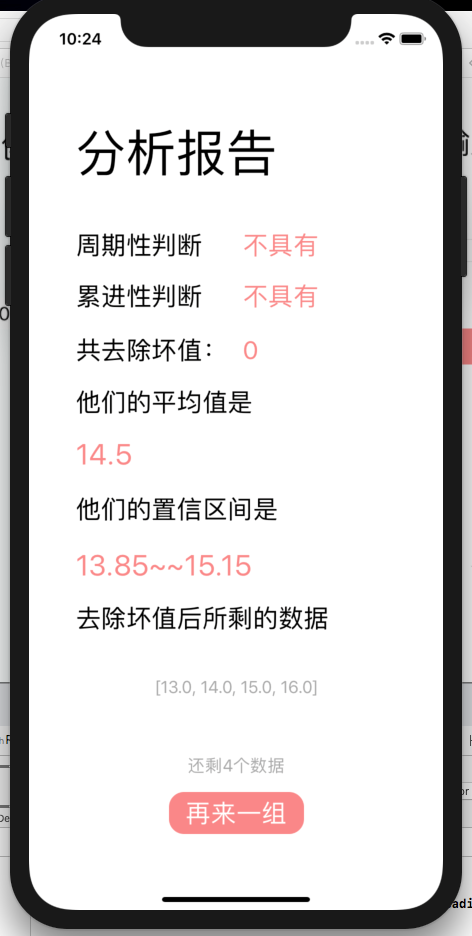 10:24
分析报告
周期性判断 不具有
累进性判断 不具有
共去除坏值： 0
他们的平均值是
14.5
他们的置信区间是
13.85~~15.15
去除坏值后所剩的数据
[13.0, 14.0, 15.0, 16.0]
还剩4个数据
再来一组